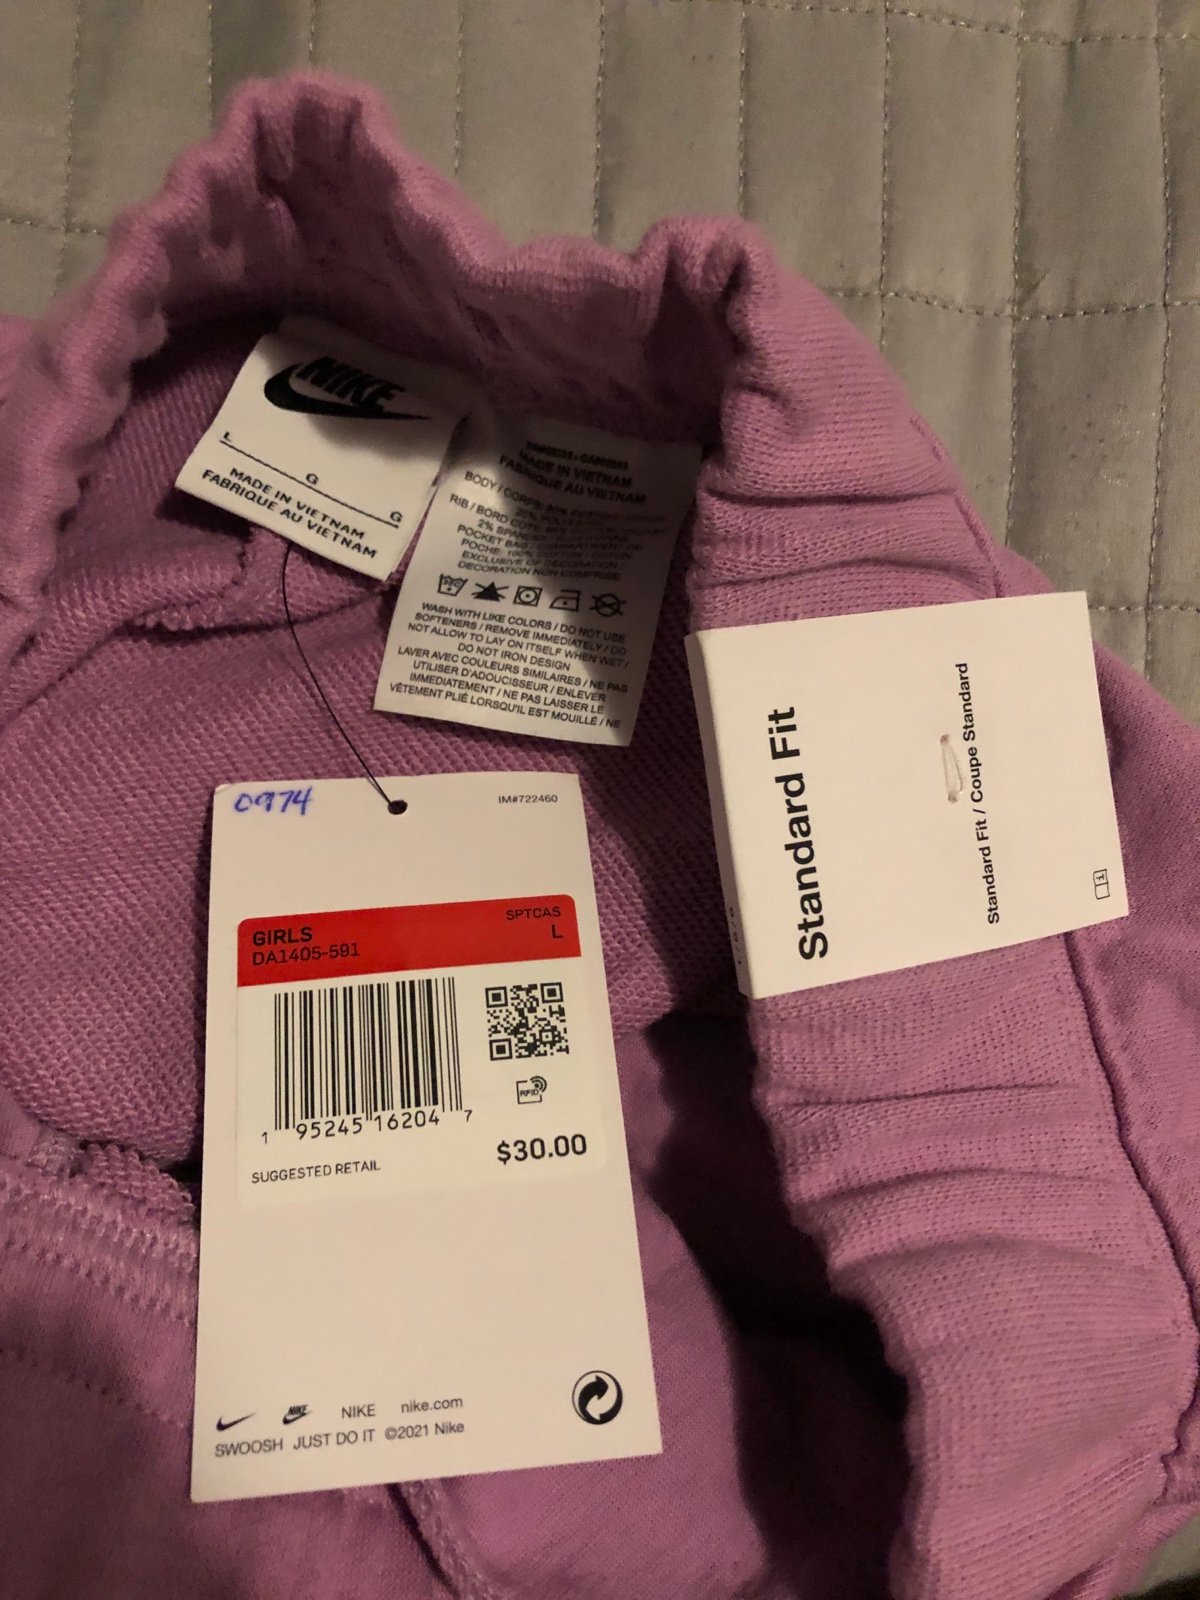 NIKE
L
G
G
MADE IN VIETNAM
FABRIQUE AU VIETNAM
MADE IN VIETNAM
FABRIQUE AU VIETNAM
BODY / CORPS: 80%
RIB / BORD COTE:
2%
POCKET BAG
POCHE: 100%
EXCLUSIVE OF DECORATION /
DECORATION NON COMPRISE
WASH WITH LIKE COLORS / DO NOT USE
SOFTENERS / REMOVE IMMEDIATELY / DO
NOT ALLOW TO LAY ON ITSELF WHEN WET /
DO NOT IRON DESIGN
LAVER AVEC COULEURS SIMILAIRES / NE PAS
UTILISER D'ADOUCISSEUR / ENLEVER
IMMEDIATEMENT / NE PAS LAISSER LE
VÊTEMENT PLIÉ LORSQU'IL EST MOUILLÉ / NE
Standard Fit
Standard Fit / Coupe Standard
0974
IM#722460
SPTCAS
GIRLS L
DA1405-591
RFID
1 95245 16204 7
SUGGESTED RETAIL $30.00
NIKE NIKE nike.com
SWOOSH JUST DO IT ©2021 Nike